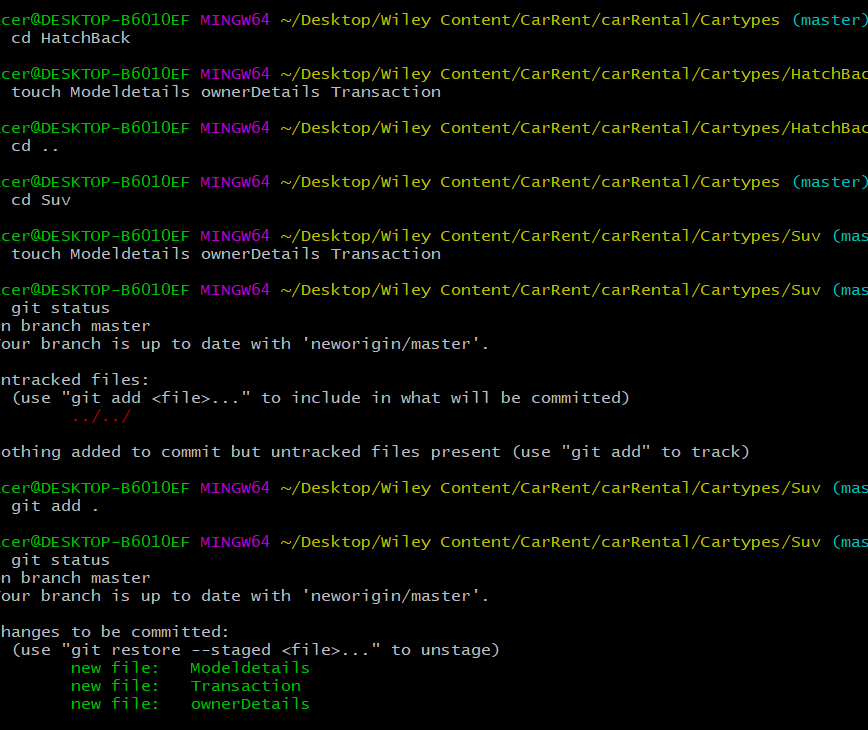 cer@DESKTOP-B6010EF MINGW64 ~/Desktop/Wiley Content/CarRent/carRental/Cartypes (master)
cd HatchBack
cer@DESKTOP-B6010EF MINGW64 ~/Desktop/Wiley Content/CarRent/carRental/Cartypes/HatchBac
touch Modeldetails ownerDetails Transaction
cer@DESKTOP-B6010EF MINGW64 ~/Desktop/Wiley Content/CarRent/carRental/Cartypes/HatchBac
cd ..
cer@DESKTOP-B6010EF MINGW64 ~/Desktop/Wiley Content/CarRent/carRental/Cartypes (master)
cd Suv
cer@DESKTOP-B6010EF MINGW64 ~/Desktop/Wiley Content/CarRent/carRental/Cartypes/Suv (mas
touch Modeldetails ownerDetails Transaction
cer@DESKTOP-B6010EF MINGW64 ~/Desktop/Wiley Content/CarRent/carRental/Cartypes/Suv (mas
git status
n branch master
our branch is up to date with 'neworigin/master'.
ntracked files:
(use "git add <file>..." to include in what will be committed)
../../
othing added to commit but untracked files present (use "git add" to track)
cer@DESKTOP-B6010EF MINGW64 ~/Desktop/Wiley Content/CarRent/carRental/Cartypes/Suv (mas
git add .
cer@DESKTOP-B6010EF MINGW64 ~/Desktop/Wiley Content/CarRent/carRental/Cartypes/Suv (mas
git status
n branch master
our branch is up to date with 'neworigin/master'.
hanges to be committed:
(use "git restore --staged <file>..." to unstage)
new file:   Modeldetails
new file:   Transaction
new file:   ownerDetails